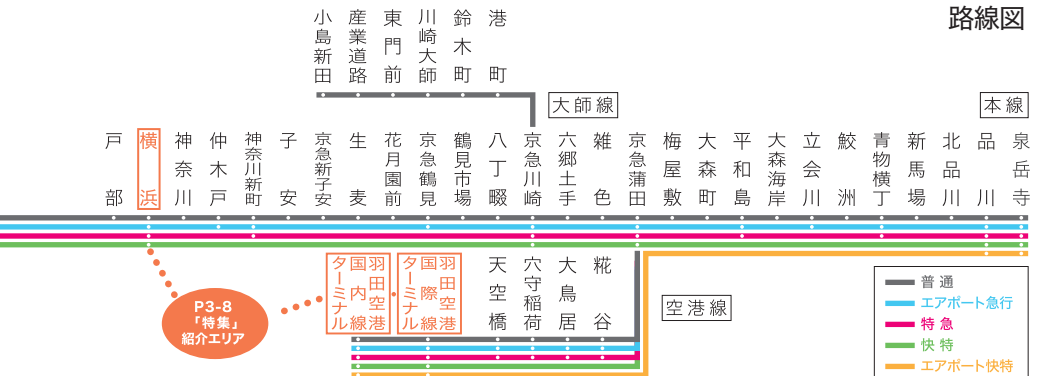 路線図
小島新田
産業道路
東門前
川崎大師
鈴木町
港町
大師線
本線
戸部
横浜
神奈川
仲木戸
神奈川新町
子安
京急新子安
生麦
花月園前
京急鶴見
鶴見市場
八丁畷
京急川崎
六郷土手
雑色
京急蒲田
梅屋敷
大森町
平和島
大森海岸
立会川
鮫洲
青物横丁
新馬場
北品川
品川
泉岳寺
羽田空港
国内線
ターミナル
羽田空港
国際線
ターミナル
天空橋
穴守稲荷
大鳥居
糀谷
空港線
P3-8
「特集」
紹介エリア
普通
エアポート急行
特急
快特
エアポート快特